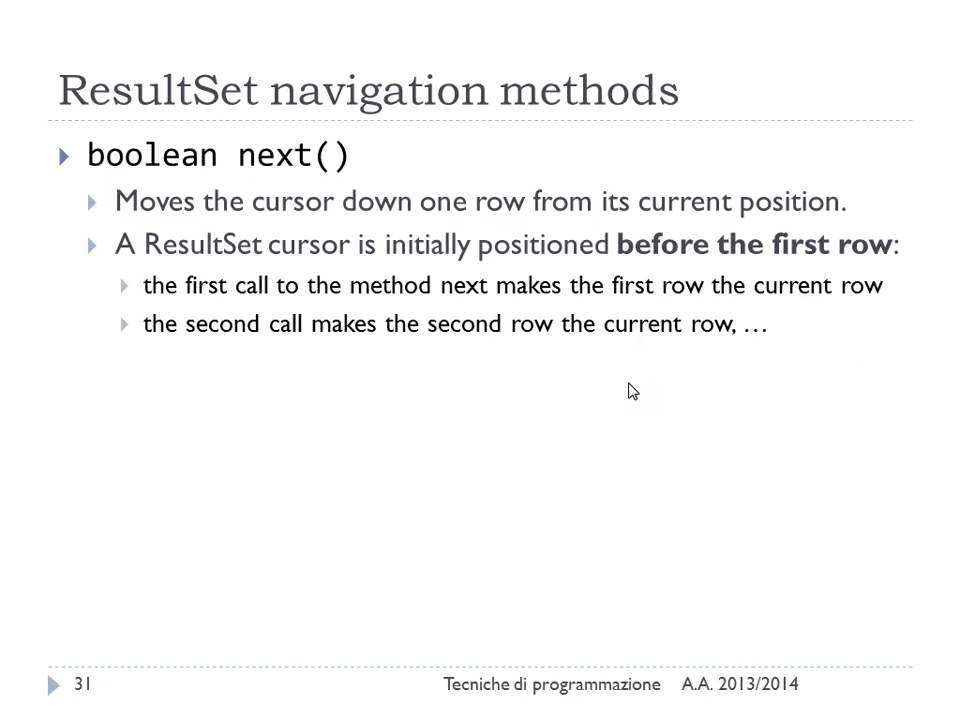 ResultSet navigation methods
boolean next()
Moves the cursor down one row from its current position.
A ResultSet cursor is initially positioned before the first row:
the first call to the method next makes the first row the current row
the second call makes the second row the current row, …
31 Tecniche di programmazione A.A. 2013/2014